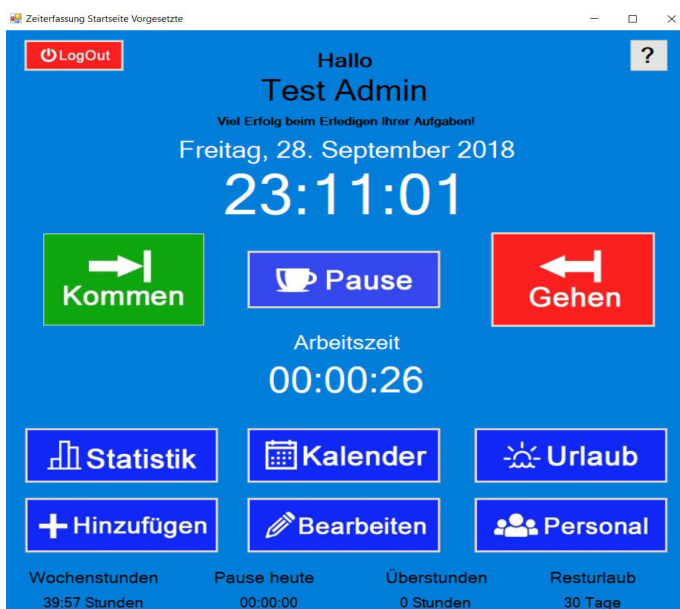 Zeiterfassung Startseite Vorgesetzte
LogOut
?
Hallo
Test Admin
Viel Erfolg beim Erledigen Ihrer Aufgaben!
Freitag, 28. September 2018
23:11:01
Kommen
Pause
Gehen
Arbeitszeit
00:00:26
Statistik
Kalender
Urlaub
Hinzufügen
Bearbeiten
Personal
Wochenstunden Pause heute Überstunden Resturlaub
39:57 Stunden 00:00:00 0 Stunden 30 Tage